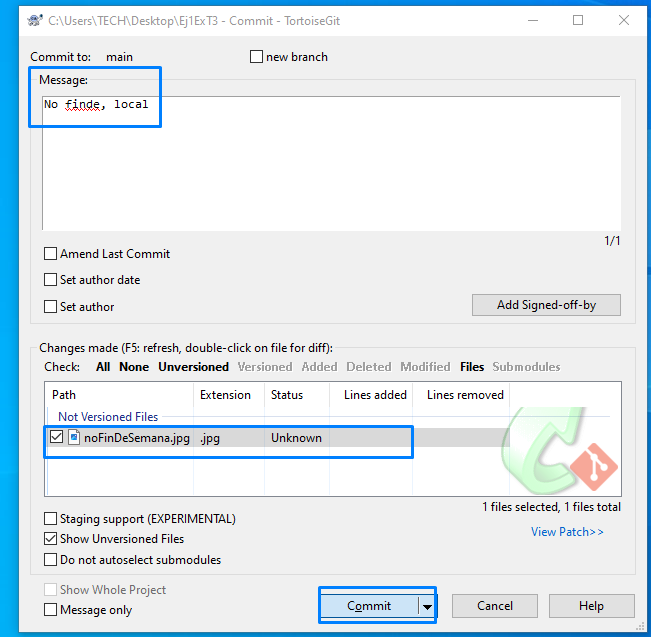 C:\Users\TECH\Desktop\Ej1ExT3 - Commit - TortoiseGit
Commit to: main new branch
Message:
No finde, local
1/1
Amend Last Commit
Set author date
Set author
Add Signed-off-by
Changes made (F5: refresh, double-click on file for diff):
Check: All None Unversioned Versioned Added Deleted Modified Files Submodules
Path Extension Status Lines added Lines removed
Not Versioned Files
noFinDeSemana.jpg .jpg Unknown
1 files selected, 1 files total
Staging support (EXPERIMENTAL)
View Patch>>
Show Unversioned Files
Do not autoselect submodules
Show Whole Project
Message only
Commit Cancel Help